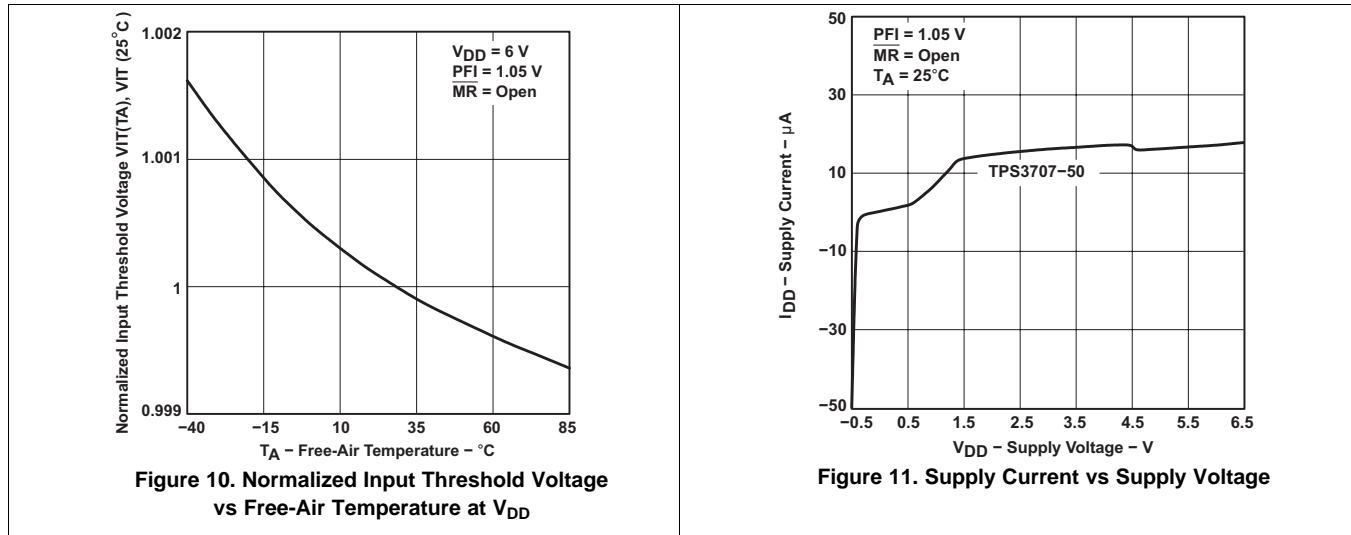 Normalized Input Threshold Voltage VIT(TA), VIT (25°C )
1.002
1.001
1
0.999
VDD = 6 V
PFI = 1.05 V
MR = Open
−40
−15
10
35
60
85
TA − Free-Air Temperature − °C
Figure 10. Normalized Input Threshold Voltage
vs Free-Air Temperature at VDD
IDD − Supply Current − μA
50
30
10
−10
−30
−50
PFI = 1.05 V
MR = Open
TA = 25°C
TPS3707−50
−0.5
0.5
1.5
2.5
3.5
4.5
5.5
6.5
VDD − Supply Voltage − V
Figure 11. Supply Current vs Supply Voltage